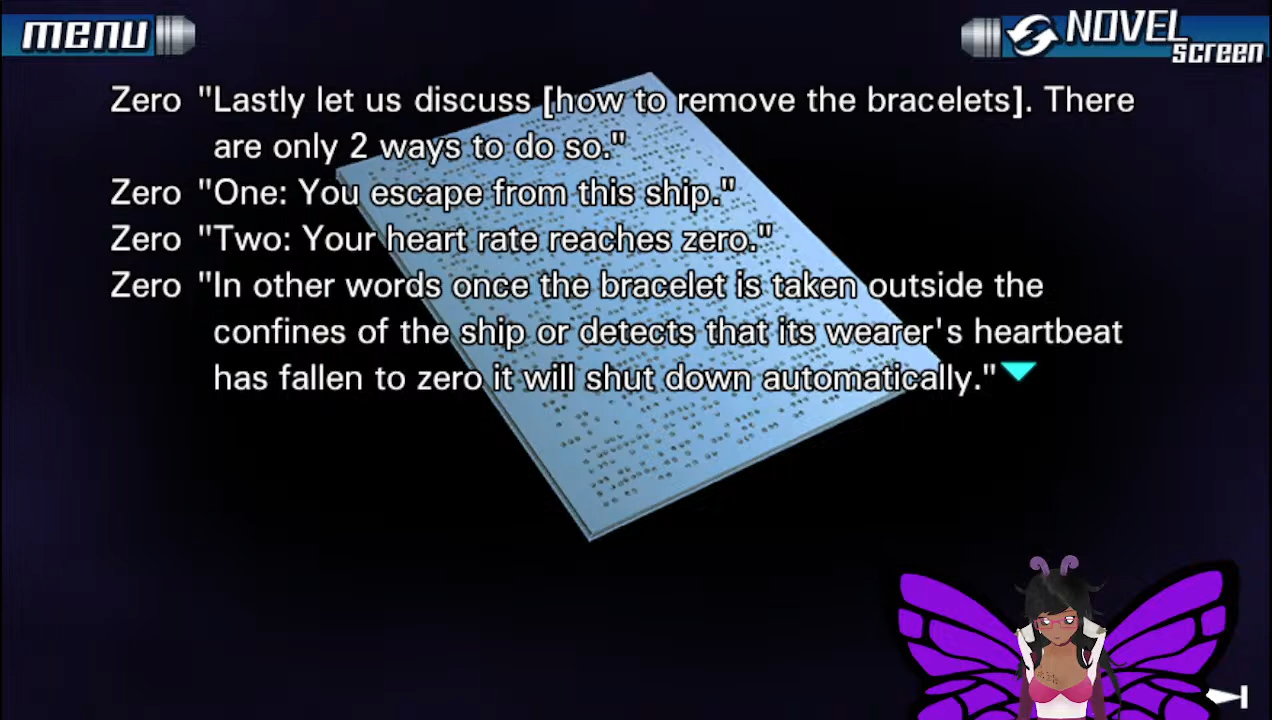 menu
NOVEL
screen
Zero "Lastly let us discuss [how to remove the bracelets]. There
are only 2 ways to do so."
Zero "One: You escape from this ship."
Zero "Two: Your heart rate reaches zero."
Zero "In other words once the bracelet is taken outside the
confines of the ship or detects that its wearer's heartbeat
has fallen to zero it will shut down automatically."